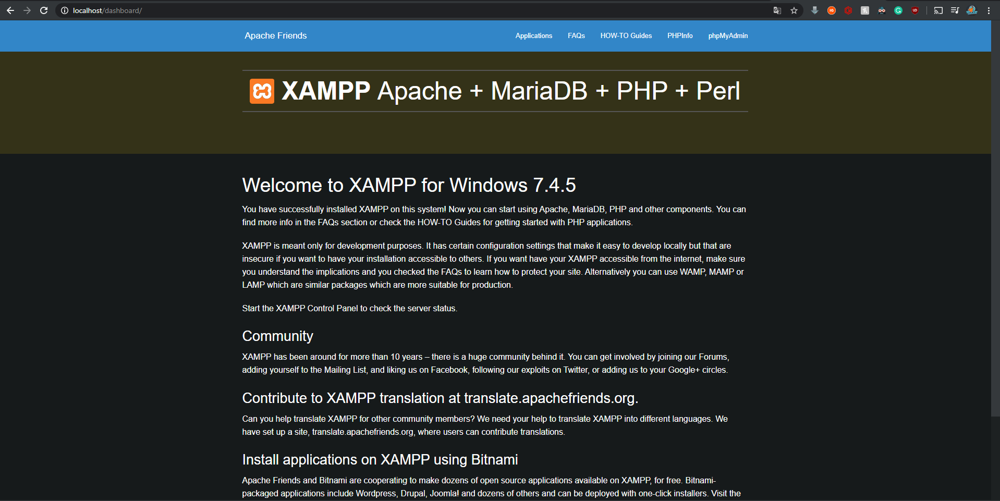 localhost/dashboard/
Apache Friends
Applications
FAQs
HOW-TO Guides
PHPInfo
phpMyAdmin
XAMPP Apache + MariaDB + PHP + Perl
Welcome to XAMPP for Windows 7.4.5
You have successfully installed XAMPP on this system! Now you can start using Apache, MariaDB, PHP and other components. You can
find more info in the FAQs section or check the HOW-TO Guides for getting started with PHP applications.
XAMPP is meant only for development purposes. It has certain configuration settings that make it easy to develop locally but that are
insecure if you want to have your installation accessible to others. If you want have your XAMPP accessible from the internet, make sure
you understand the implications and you checked the FAQs to learn how to protect your site. Alternatively you can use WAMP, MAMP or
LAMP which are similar packages which are more suitable for production.
Start the XAMPP Control Panel to check the server status.
Community
XAMPP has been around for more than 10 years – there is a huge community behind it. You can get involved by joining our Forums,
adding yourself to the Mailing List, and liking us on Facebook, following our exploits on Twitter, or adding us to your Google+ circles.
Contribute to XAMPP translation at translate.apachefriends.org.
Can you help translate XAMPP for other community members? We need your help to translate XAMPP into different languages. We
have set up a site, translate.apachefriends.org, where users can contribute translations.
Install applications on XAMPP using Bitnami
Apache Friends and Bitnami are cooperating to make dozens of open source applications available on XAMPP, for free. Bitnami-
packaged applications include Wordpress, Drupal, Joomla! and dozens of others and can be deployed with one-click installers. Visit the